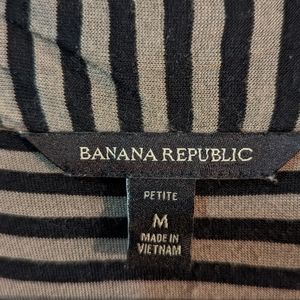 BANANA REPUBLIC
PETITE
M
MADE IN
VIETNAM